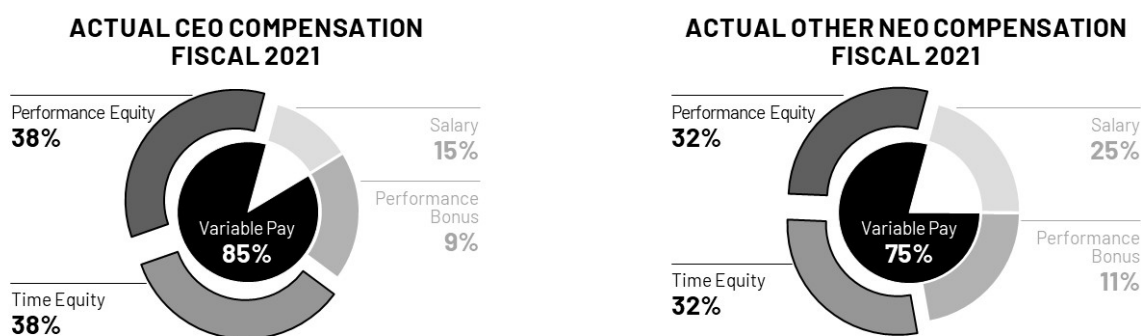 ACTUAL CEO COMPENSATION
FISCAL 2021
Performance Equity
38%
Salary
15%
Performance
Bonus
9%
Variable Pay
85%
Time Equity
38%
ACTUAL OTHER NEO COMPENSATION
FISCAL 2021
Performance Equity
32%
Salary
25%
Variable Pay
75%
Performance
Bonus
11%
Time Equity
32%